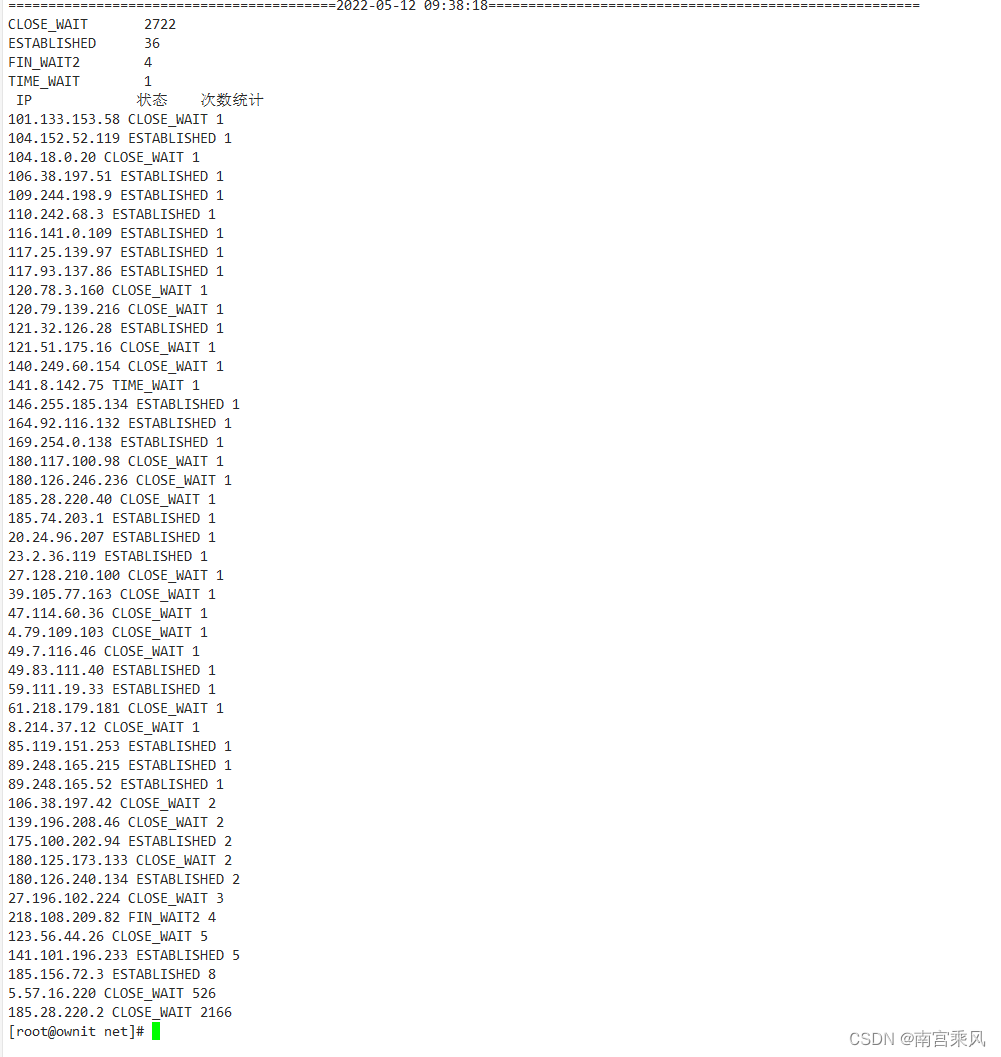 =========================================2022-05-12 09:38:18======================================================
CLOSE_WAIT       2722
ESTABLISHED      36
FIN_WAIT2        4
TIME_WAIT        1
 IP             状态    次数统计
101.133.153.58 CLOSE_WAIT 1
104.152.52.119 ESTABLISHED 1
104.18.0.20 CLOSE_WAIT 1
106.38.197.51 ESTABLISHED 1
109.244.198.9 ESTABLISHED 1
110.242.68.3 ESTABLISHED 1
116.141.0.109 ESTABLISHED 1
117.25.139.97 ESTABLISHED 1
117.93.137.86 ESTABLISHED 1
120.78.3.160 CLOSE_WAIT 1
120.79.139.216 CLOSE_WAIT 1
121.32.126.28 ESTABLISHED 1
121.51.175.16 CLOSE_WAIT 1
140.249.60.154 CLOSE_WAIT 1
141.8.142.75 TIME_WAIT 1
146.255.185.134 ESTABLISHED 1
164.92.116.132 ESTABLISHED 1
169.254.0.138 ESTABLISHED 1
180.117.100.98 CLOSE_WAIT 1
180.126.246.236 CLOSE_WAIT 1
185.28.220.40 CLOSE_WAIT 1
185.74.203.1 ESTABLISHED 1
20.24.96.207 ESTABLISHED 1
23.2.36.119 ESTABLISHED 1
27.128.210.100 CLOSE_WAIT 1
39.105.77.163 CLOSE_WAIT 1
47.114.60.36 CLOSE_WAIT 1
4.79.109.103 CLOSE_WAIT 1
49.7.116.46 CLOSE_WAIT 1
49.83.111.40 ESTABLISHED 1
59.111.19.33 ESTABLISHED 1
61.218.179.181 CLOSE_WAIT 1
8.214.37.12 CLOSE_WAIT 1
85.119.151.253 ESTABLISHED 1
89.248.165.215 ESTABLISHED 1
89.248.165.52 ESTABLISHED 1
106.38.197.42 CLOSE_WAIT 2
139.196.208.46 CLOSE_WAIT 2
175.100.202.94 ESTABLISHED 2
180.125.173.133 CLOSE_WAIT 2
180.126.240.134 ESTABLISHED 2
27.196.102.224 CLOSE_WAIT 3
218.108.209.82 FIN_WAIT2 4
123.56.44.26 CLOSE_WAIT 5
141.101.196.233 ESTABLISHED 5
185.156.72.3 ESTABLISHED 8
5.57.16.220 CLOSE_WAIT 526
185.28.220.2 CLOSE_WAIT 2166
[root@ownit net]#
CSDN @南宫乘风